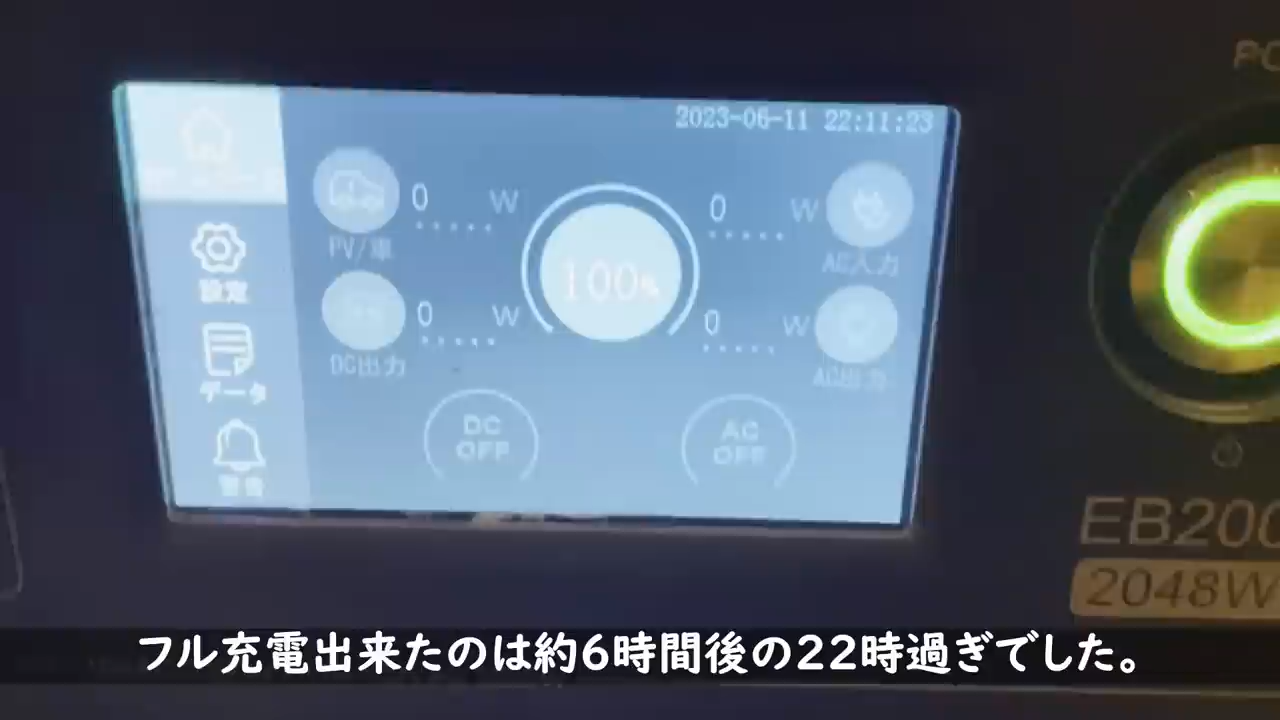 PO
2023-06-11 22:11:23
0 W
0 W
PV/車
AC入力
100%
設定
0 W
0 W
DC出力
AC出力
データ
DC
OFF
AC
OFF
EB200
2048W
フル充電出来たのは約6時間後の22時過ぎでした。